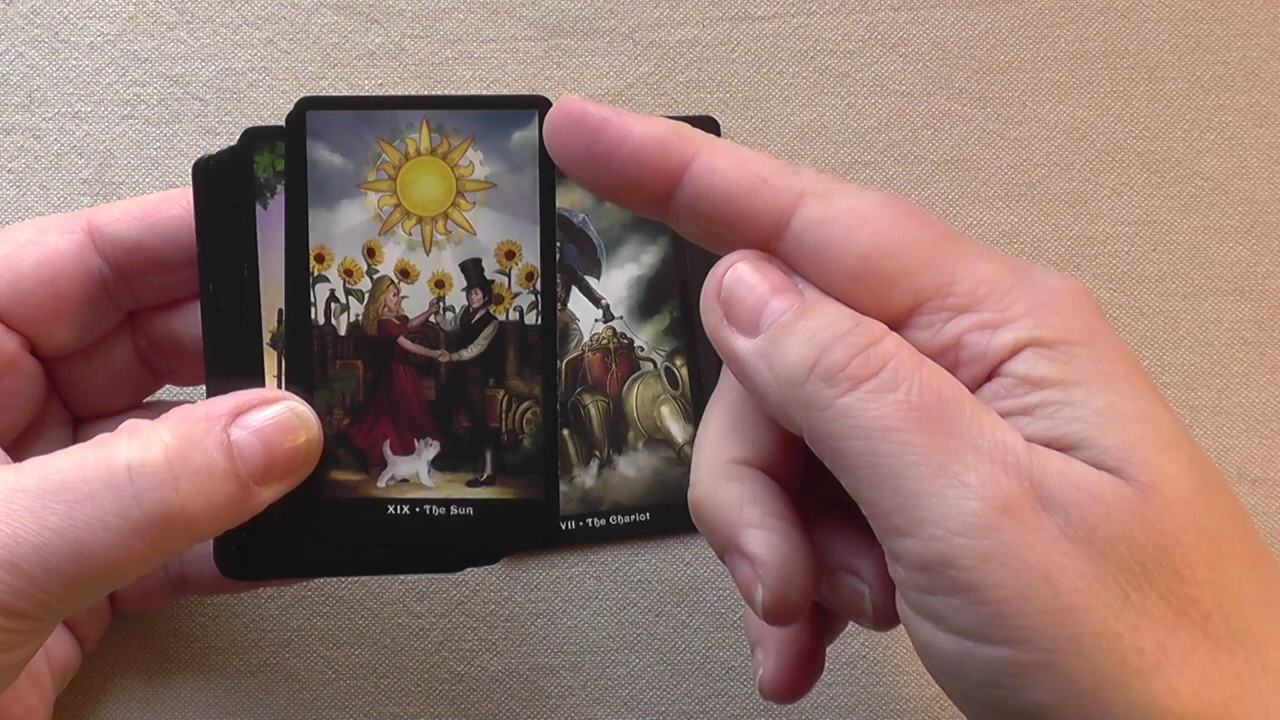 XIX • The Sun
VII • The Chariot